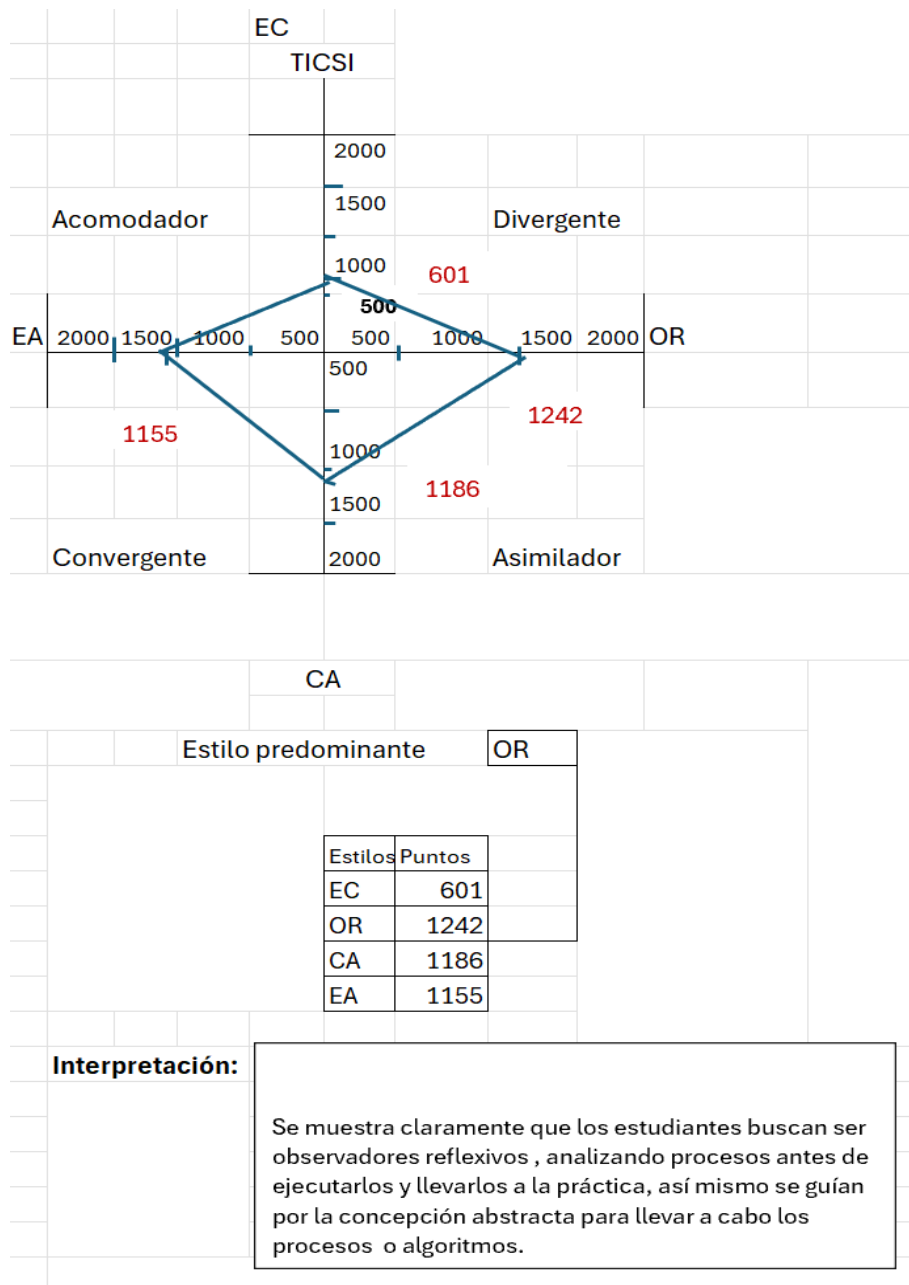 EC
TICSI
2000
1500
Acomodador Divergente
1000 601
500
EA 2000 1500 1000 500 500 1000 1500 2000 OR
500
1242
1155
1000
1186
1500
Convergente 2000 Asimilador
CA
Estilo predominante OR
Estilos Puntos
EC 601
OR 1242
CA 1186
EA 1155
Interpretación:
Se muestra claramente que los estudiantes buscan ser
observadores reflexivos , analizando procesos antes de
ejecutarlos y llevarlos a la práctica, así mismo se guían
por la concepción abstracta para llevar a cabo los
procesos o algoritmos.